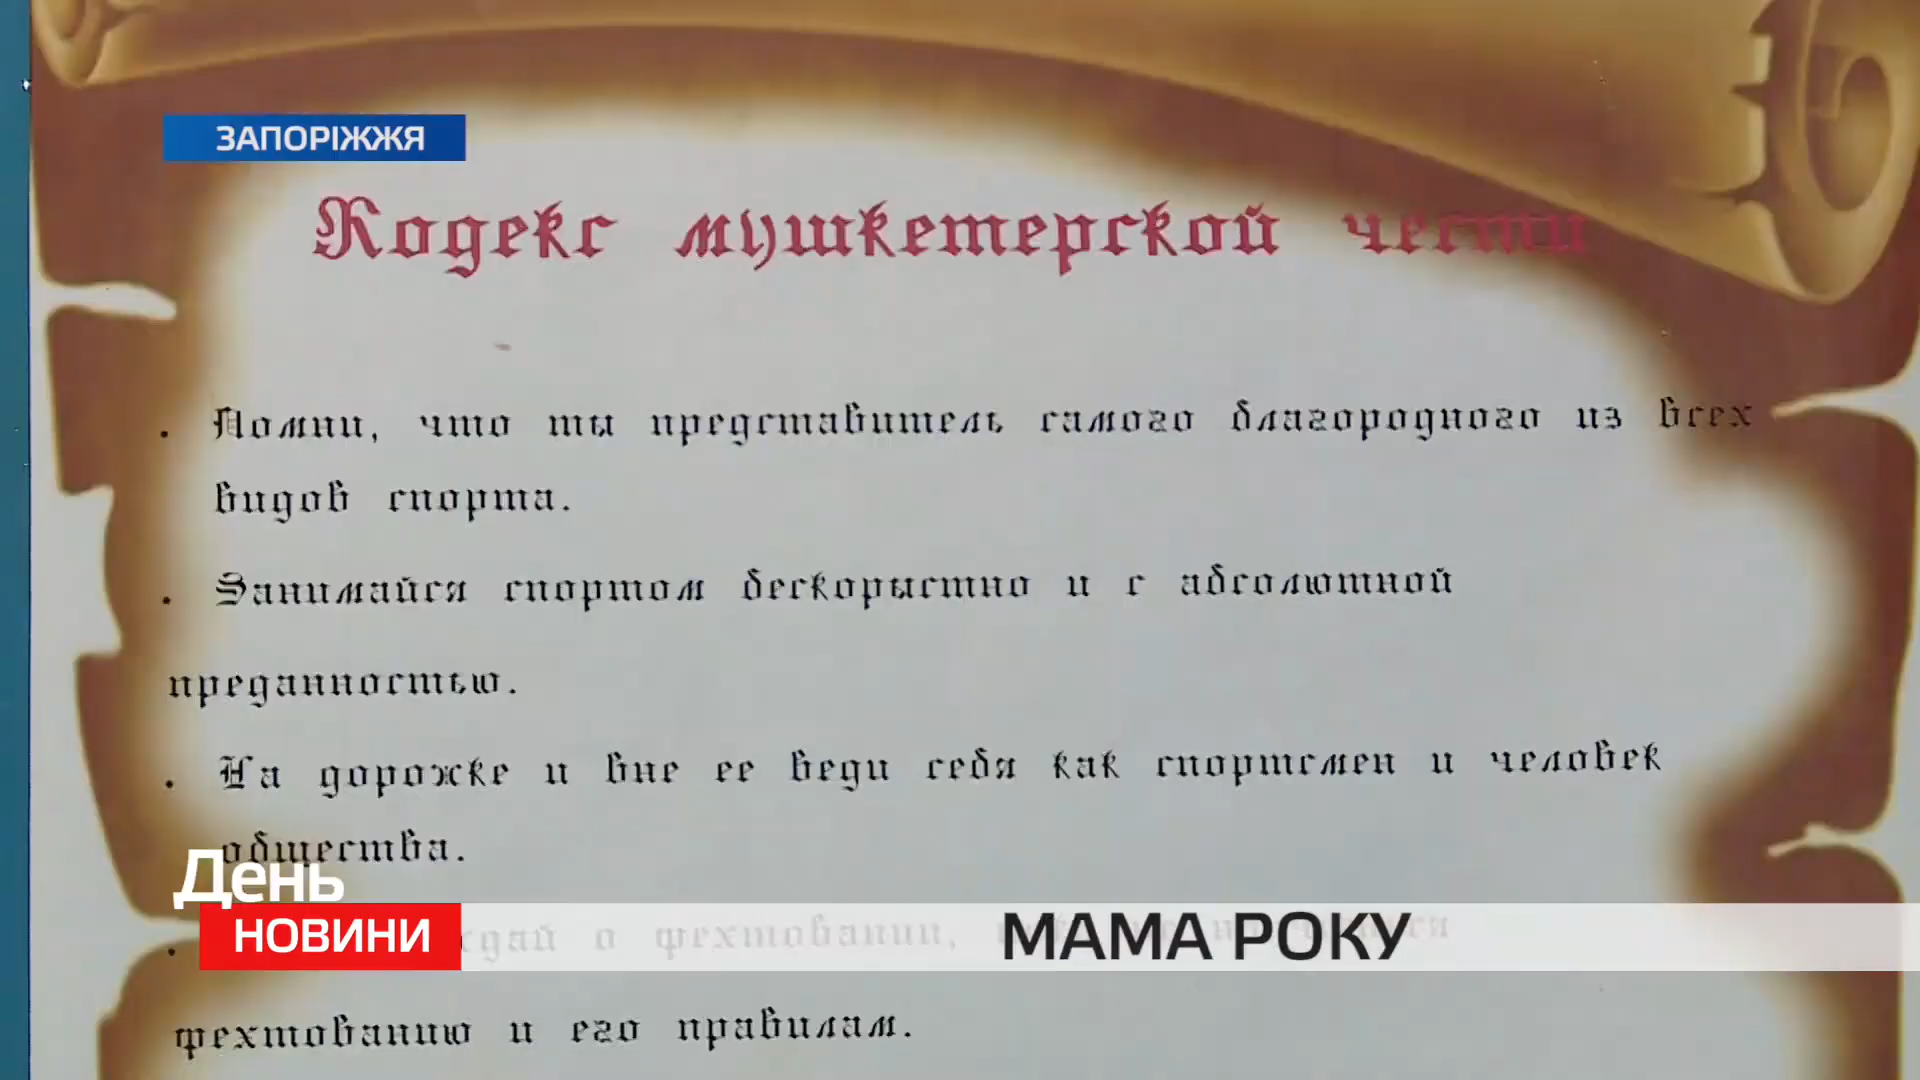 ЗАПОРІЖЖЯ
Кодекс мушкетерской чести
. Помни, что ты представитель самого благородного из всех
видов спорта.
. Занимайся спортом бескорыстно и с абсолютной
преданностью.
. На дорожке и вне ее веди себя как спортсмен и человек
общества.
День
НОВИНИ
о фехтовании,
МАМА РОКУ
фехтованию и его правилам.